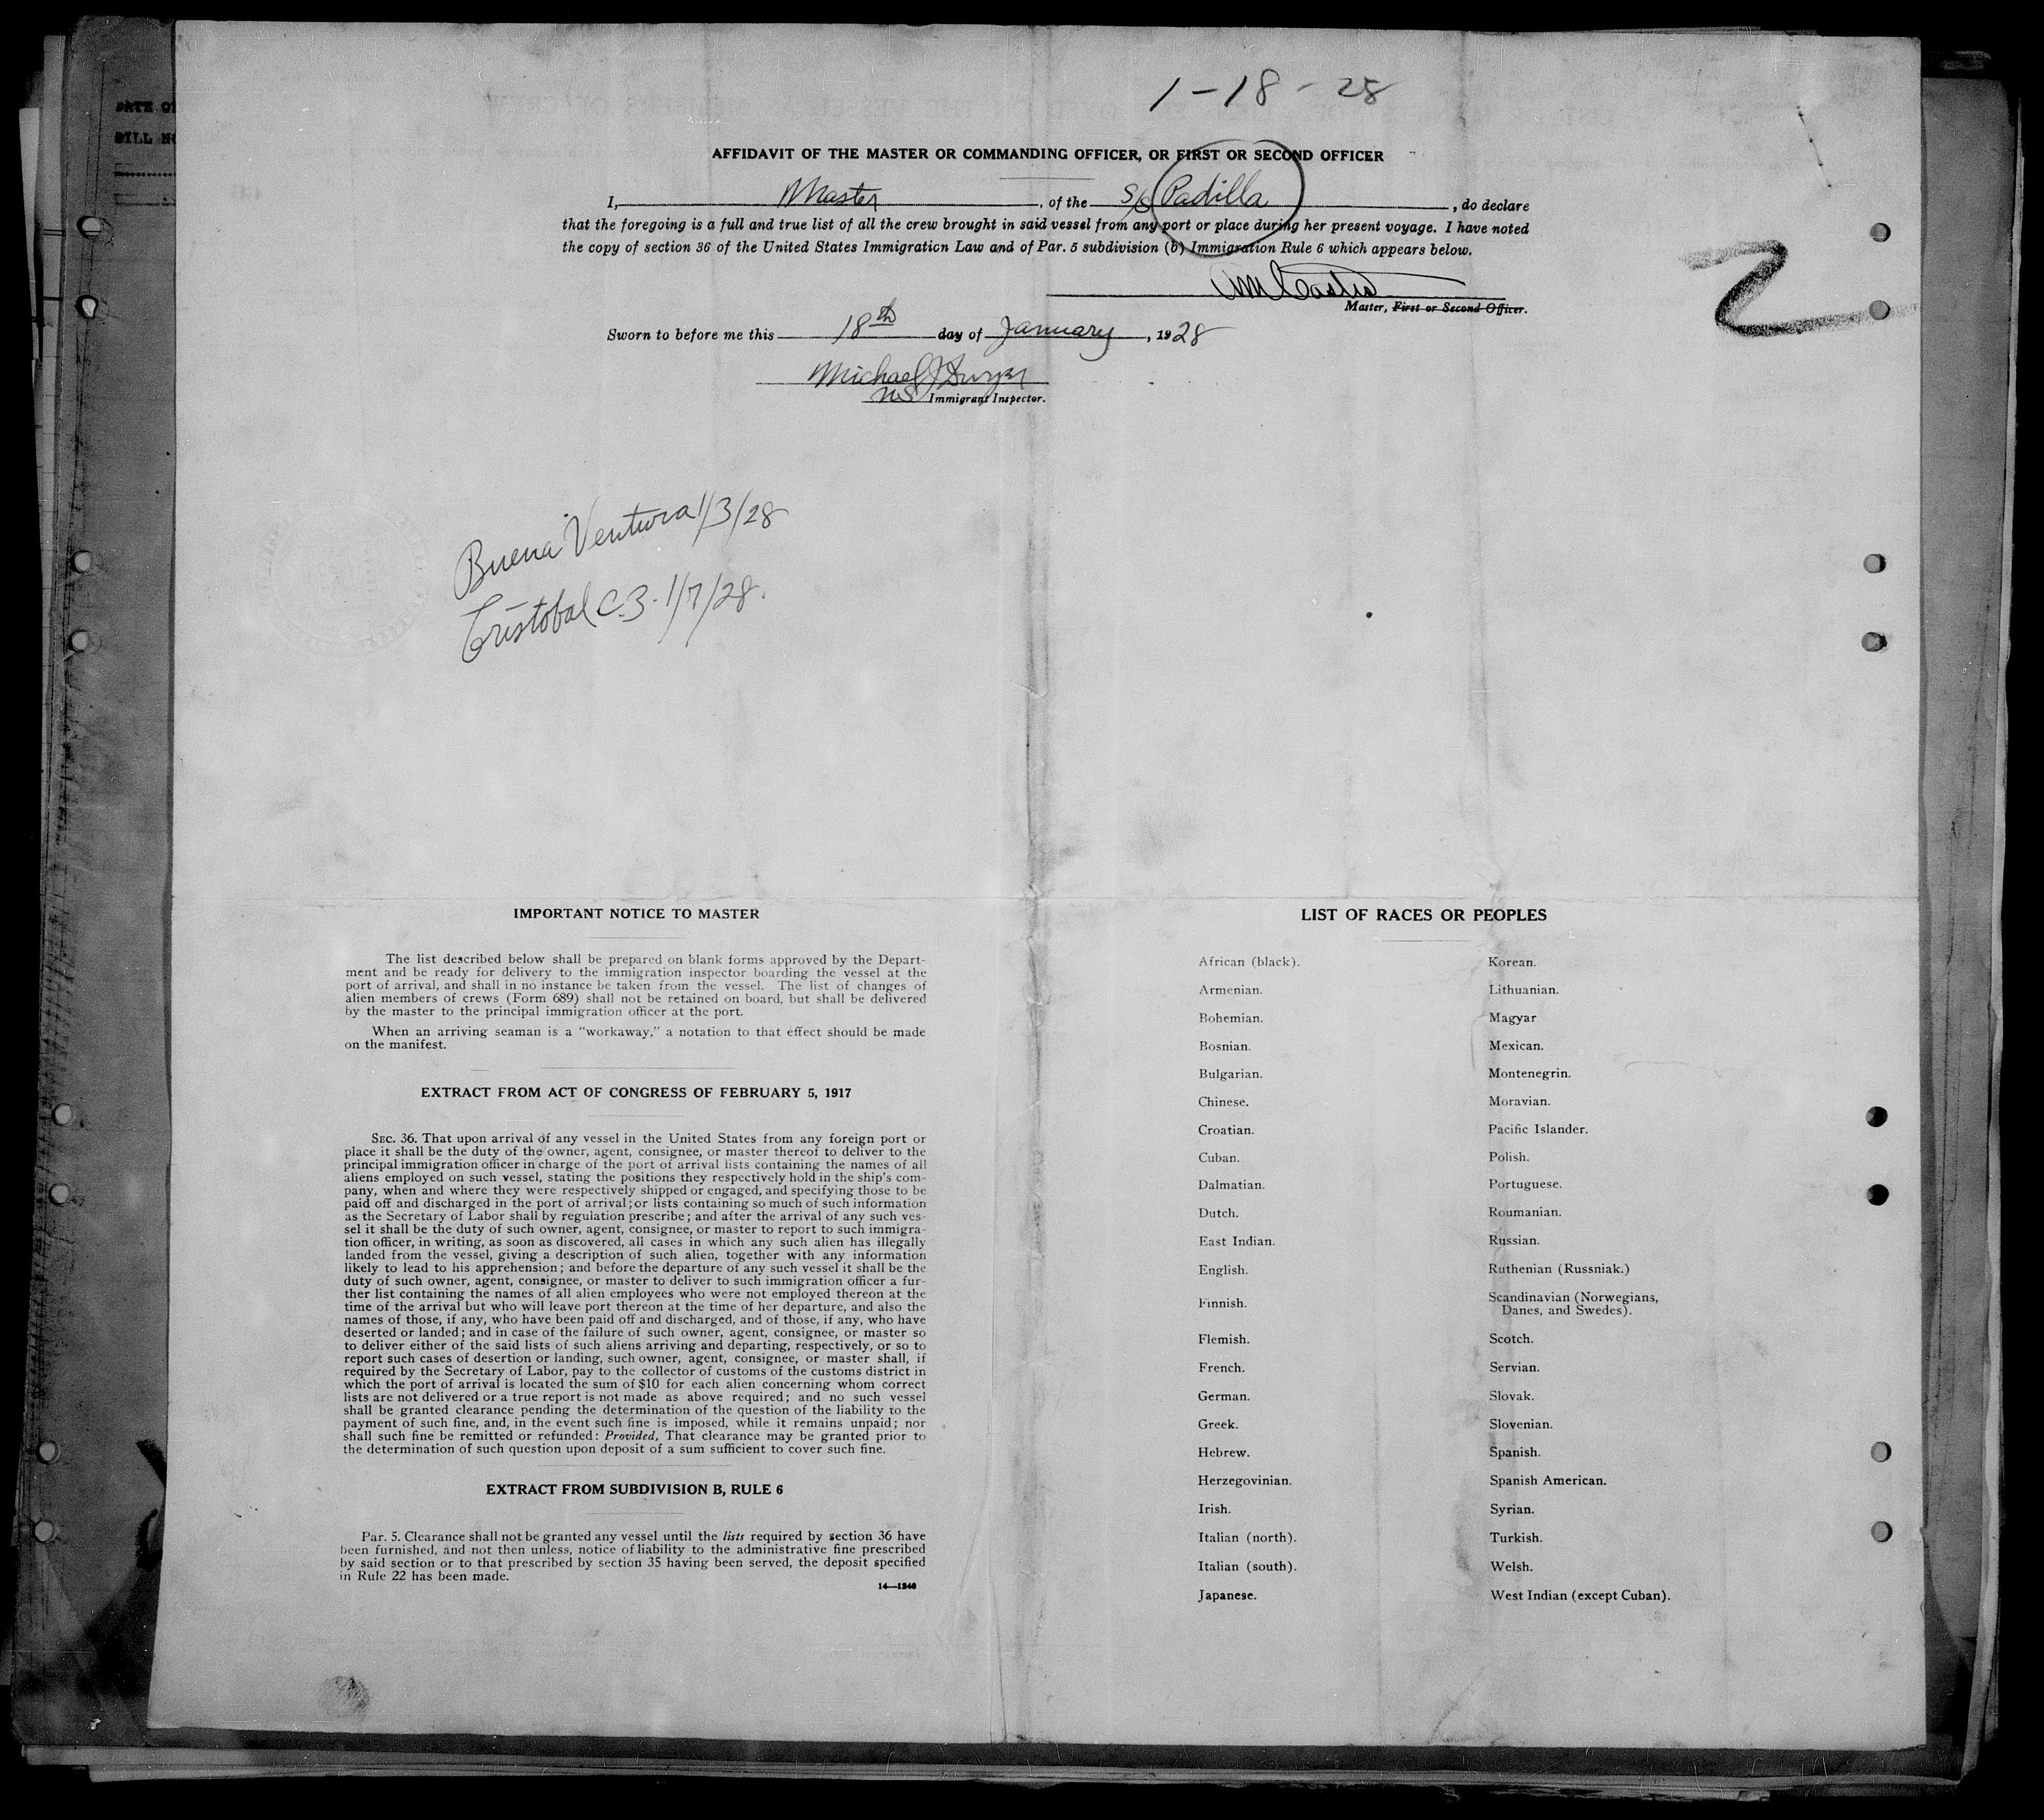 DATE OF
BILL NO
1-18-28
AFFIDAVIT OF THE MASTER OR COMMANDING OFFICER, OR FIRST OR SECOND OFFICER
I, Master, of the S/S Padilla, do declare
that the foregoing is a full and true list of all the crew brought in said vessel from any port or place during her present voyage. I have noted
the copy of section 36 of the United States Immigration Law and of Par. 5 subdivision (b) Immigration Rule 6 which appears below.
Master, First or Second Officer.
2
Sworn to before me this 18th day of January, 1928
Michael J Dwyer
Immigrant Inspector.
Buena Ventura 1/3/28
Cristobal C.Z. 1/7/28.
IMPORTANT NOTICE TO MASTER
The list described below shall be prepared on blank forms approved by the Depart-
ment and be ready for delivery to the immigration inspector boarding the vessel at the
port of arrival, and shall in no instance be taken from the vessel. The list of changes of
alien members of crews (Form 689) shall not be retained on board, but shall be delivered
by the master to the principal immigration officer at the port.
When an arriving seaman is a "workaway," a notation to that effect should be made
on the manifest.
EXTRACT FROM ACT OF CONGRESS OF FEBRUARY 5, 1917
SEC. 36. That upon arrival of any vessel in the United States from any foreign port or
place it shall be the duty of the owner, agent, consignee, or master thereof to deliver to the
principal immigration officer in charge of the port of arrival lists containing the names of all
aliens employed on such vessel, stating the positions they respectively hold in the ship's com-
pany, when and where they were respectively shipped or engaged, and specifying those to be
paid off and discharged in the port of arrival; or lists containing so much of such information
as the Secretary of Labor shall by regulation prescribe; and after the arrival of any such ves-
sel it shall be the duty of such owner, agent, consignee, or master to report to such immigra-
tion officer, in writing, as soon as discovered, all cases in which any such alien has illegally
landed from the vessel, giving a description of such alien, together with any information
likely to lead to his apprehension; and before the departure of any such vessel it shall be the
duty of such owner, agent, consignee, or master to deliver to such immigration officer a fur-
ther list containing the names of all alien employees who were not employed thereon at the
time of the arrival but who will leave port thereon at the time of her departure, and also the
names of those, if any, who have been paid off and discharged, and of those, if any, who have
deserted or landed; and in case of the failure of such owner, agent, consignee, or master so
to deliver either of the said lists of such aliens arriving and departing, respectively, or so to
report such cases of desertion or landing, such owner, agent, consignee, or master shall, if
required by the Secretary of Labor, pay to the collector of customs of the customs district in
which the port of arrival is located the sum of $10 for each alien concerning whom correct
lists are not delivered or a true report is not made as above required; and no such vessel
shall be granted clearance pending the determination of the question of the liability to the
payment of such fine, and, in the event such fine is imposed, while it remains unpaid; nor
shall such fine be remitted or refunded: Provided, That clearance may be granted prior to
the determination of such question upon deposit of a sum sufficient to cover such fine.
EXTRACT FROM SUBDIVISION B, RULE 6
Par. 5. Clearance shall not be granted any vessel until the lists required by section 36 have
been furnished, and not then unless, notice of liability to the administrative fine prescribed
by said section or to that prescribed by section 35 having been served, the deposit specified
in Rule 22 has been made.
14—1240
LIST OF RACES OR PEOPLES
African (black).
Armenian.
Bohemian.
Bosnian.
Bulgarian.
Chinese.
Croatian.
Cuban.
Dalmatian.
Dutch.
East Indian.
English.
Finnish.
Flemish.
French.
German.
Greek.
Hebrew.
Herzegovinian.
Irish.
Italian (north).
Italian (south).
Japanese.
Korean.
Lithuanian.
Magyar
Mexican.
Montenegrin.
Moravian.
Pacific Islander.
Polish.
Portuguese.
Roumanian.
Russian.
Ruthenian (Russniak.)
Scandinavian (Norwegians,
Danes, and Swedes).
Scotch.
Servian.
Slovak.
Slovenian.
Spanish.
Spanish American.
Syrian.
Turkish.
Welsh.
West Indian (except Cuban).